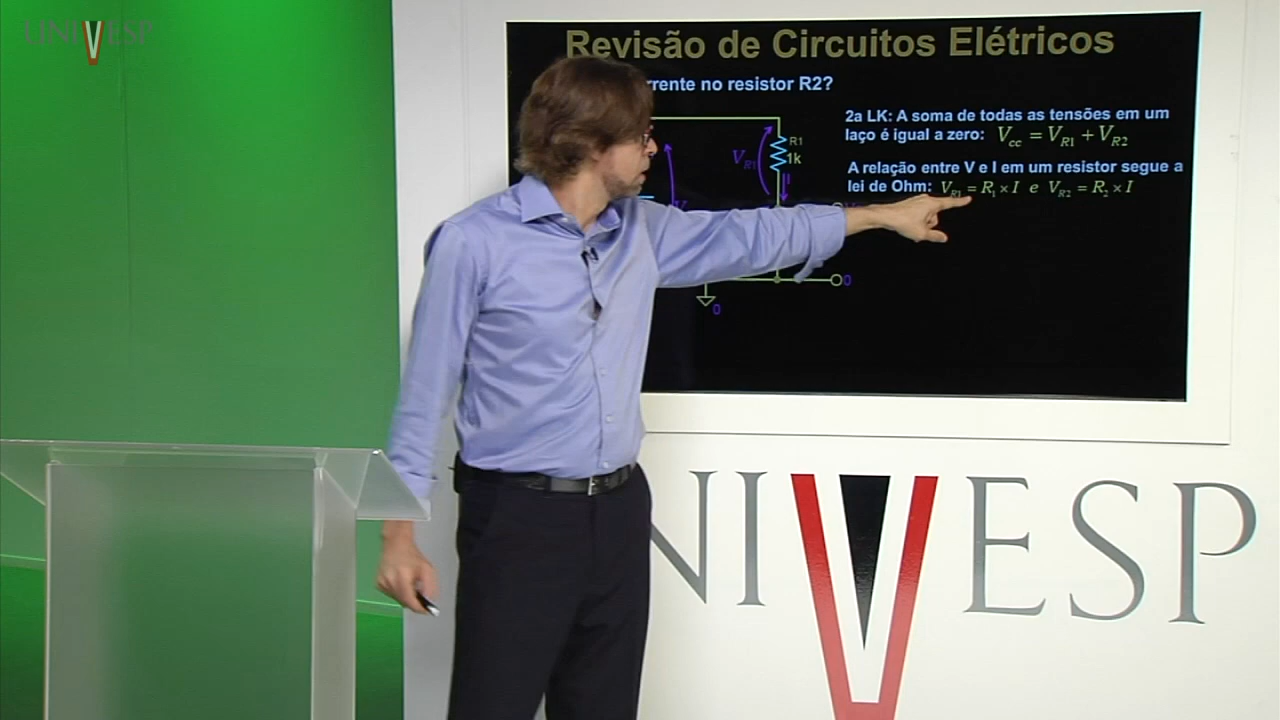 UNIVESP
Revisão de Circuitos Elétricos
rrente no resistor R2?
2a LK: A soma de todas as tensões em um
laço é igual a zero: Vcc = VR1 + VR2
A relação entre V e I em um resistor segue a
lei de Ohm: VR1 = R1 × I e VR2 = R2 × I
R1
VR1
1k
I
0
0
NIVESP